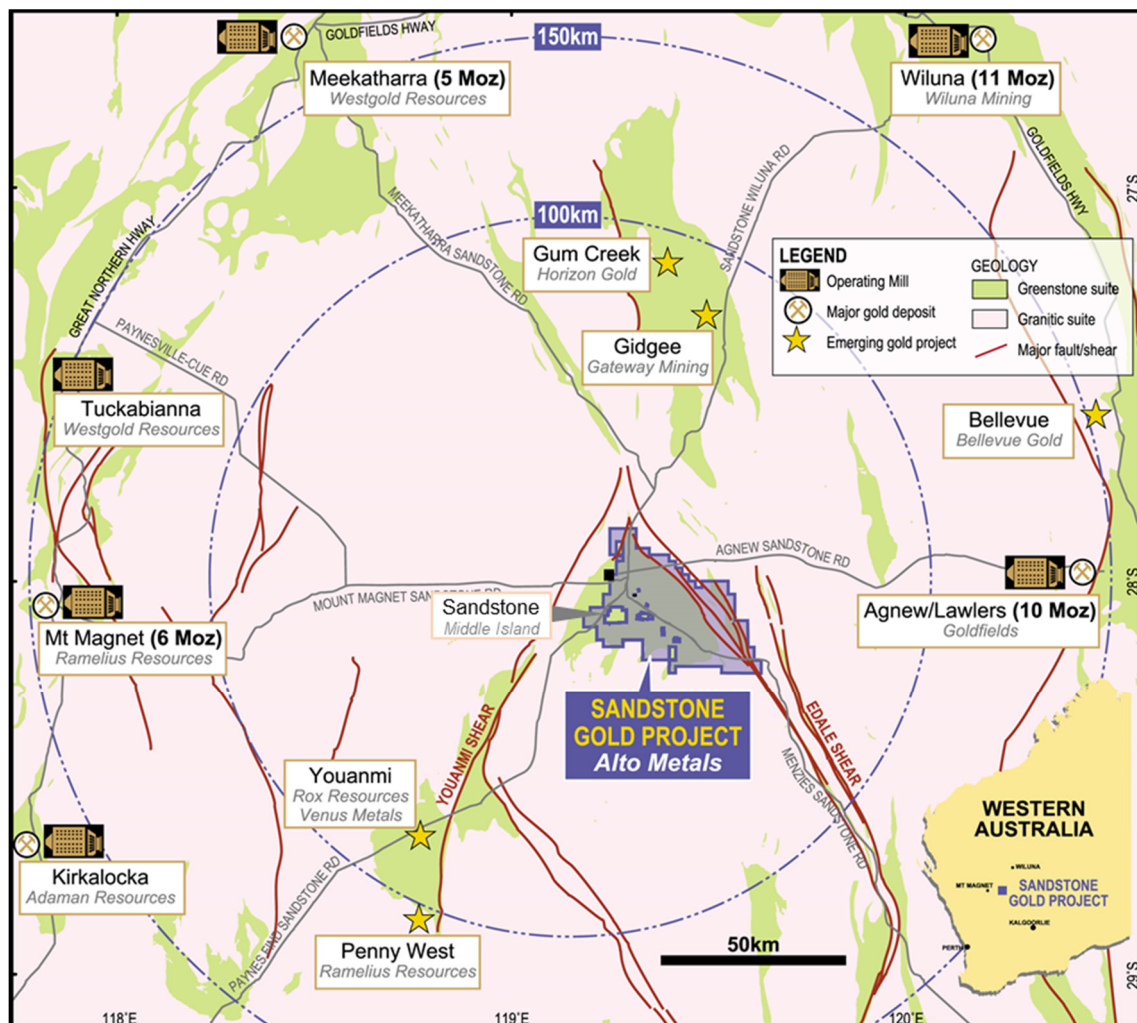 GOLDFIELDS HWY
150km
Meekatharra (5 Moz)
Westgold Resources
Wiluna (11 Moz)
Wiluna Mining
GOLDFIELDS HWY
27°S
MEEKATHARRA SANDSTONE RD
SANDSTONE WILUNA RD
100km
GREAT NORTHERN HWAY
Gum Creek
Horizon Gold
LEGEND
Operating Mill
Major gold deposit
Emerging gold project
GEOLOGY
Greenstone suite
Granitic suite
Major fault/shear
PAYNESVILLE-CUE RD
Gidgee
Gateway Mining
Tuckabianna
Westgold Resources
Bellevue
Bellevue Gold
AGNEW SANDSTONE RD
28°S
MOUNT MAGNET SANDSTONE RD
Sandstone
Middle Island
Mt Magnet (6 Moz)
Ramelius Resources
Agnew/Lawlers (10 Moz)
Goldfields
SANDSTONE
GOLD PROJECT
Alto Metals
YOUANMI SHEAR
EDALE SHEAR
MENZIES SANDSTONE RD
Youanmi
Rox Resources
Venus Metals
WESTERN
AUSTRALIA
WILUNA
MT MAGNET
SANDSTONE
GOLD PROJECT
KALGOORLIE
PERTH
Kirkalocka
Adaman Resources
PAYNES FIND SANDSTONE RD
Penny West
Ramelius Resources
50km
29°S
118°E
119°E
120°E